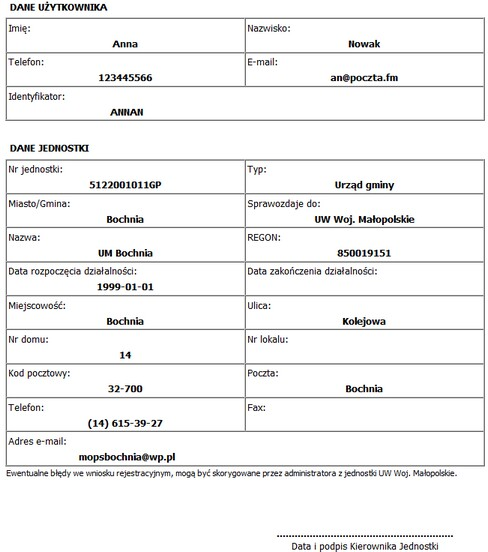 DANE UŻYTKOWNIKA
Imię: Nazwisko:
Anna Nowak
Telefon: E-mail:
123445566 an@poczta.fm
Identyfikator:
ANNAN
DANE JEDNOSTKI
Nr jednostki: Typ:
5122001011GP Urząd gminy
Miasto/Gmina: Sprawozdaje do:
Bochnia UW Woj. Małopolskie
Nazwa: REGON:
UM Bochnia 850019151
Data rozpoczęcia działalności: Data zakończenia działalności:
1999-01-01
Miejscowość: Ulica:
Bochnia Kolejowa
Nr domu: Nr lokalu:
14
Kod pocztowy: Poczta:
32-700 Bochnia
Telefon: Fax:
(14) 615-39-27
Adres e-mail:
mopsbochnia@wp.pl
Ewentualne błędy we wniosku rejestracyjnym, mogą być skorygowane przez administratora z jednostki UW Woj. Małopolskie.
Data i podpis Kierownika Jednostki